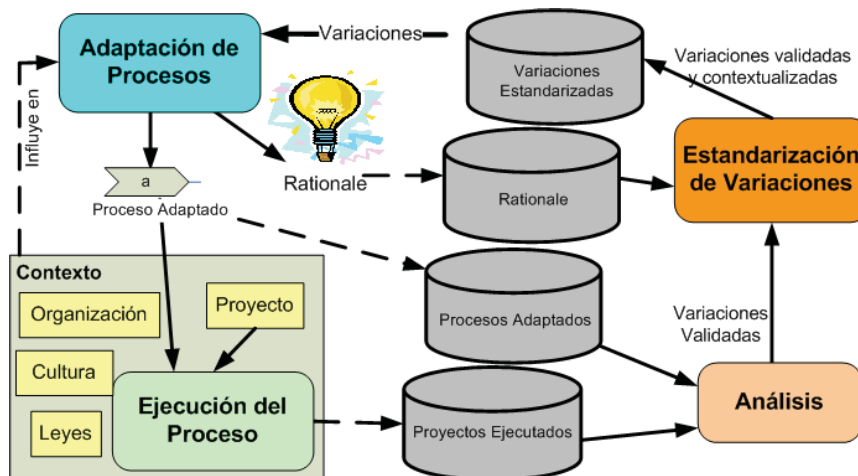 Adaptación de
Procesos
Variaciones
Variaciones
Estandarizadas
Variaciones validadas
y contextualizadas
Influye en
Rationale
Rationale
Estandarización
de Variaciones
a
Proceso Adaptado
Contexto
Organización
Proyecto
Cultura
Leyes
Ejecución del
Proceso
Procesos Adaptados
Proyectos Ejecutados
Variaciones
Validadas
Análisis